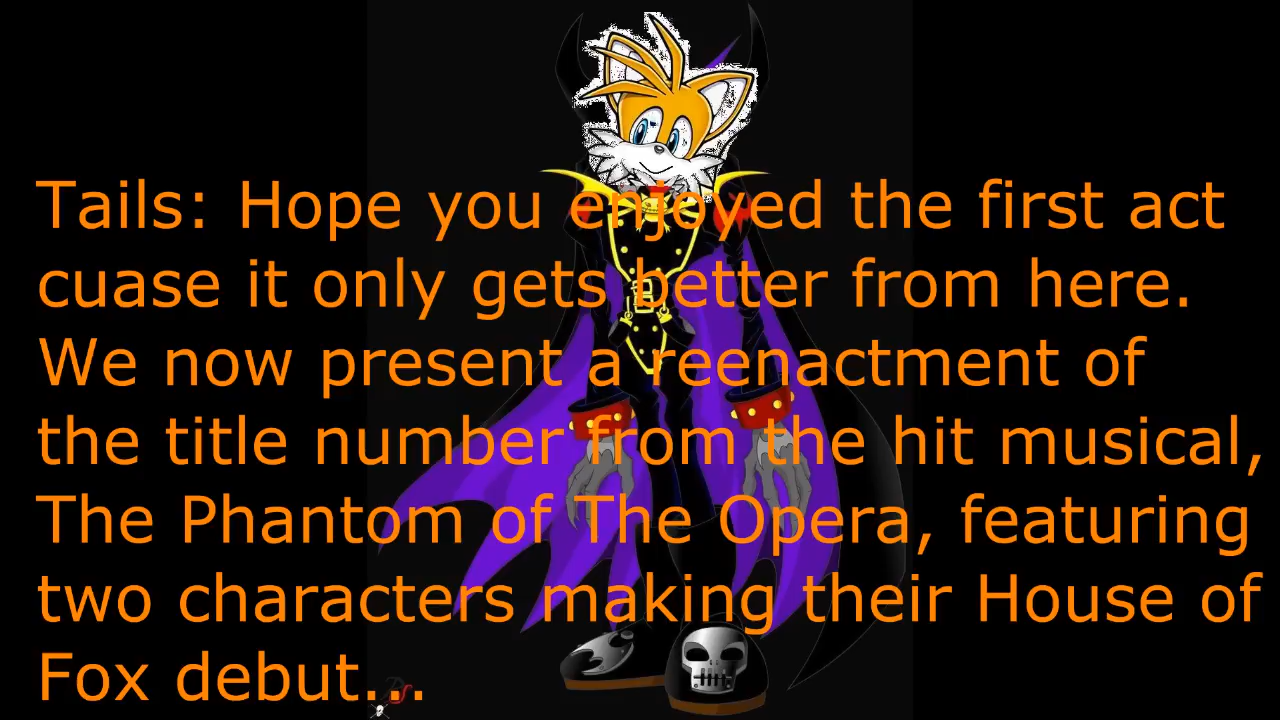 Tails: Hope you enjoyed the first act
cuase it only gets better from here.
We now present a reenactment of
the title number from the hit musical,
The Phantom of The Opera, featuring
two characters making their House of
Fox debut...